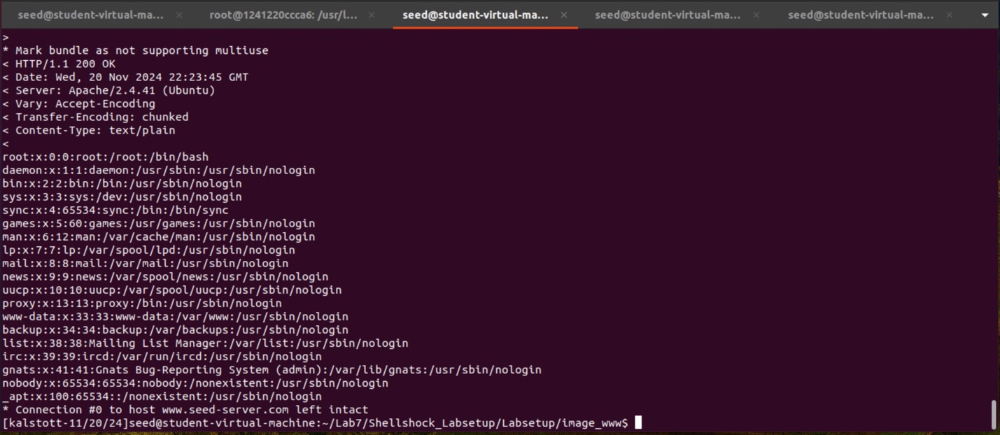 seed@student-virtual-ma... × root@1241220ccca6: /usr/l... × seed@student-virtual-ma... × seed@student-virtual-ma... × seed@student-virtual-ma... ×
>
* Mark bundle as not supporting multiuse
< HTTP/1.1 200 OK
< Date: Wed, 20 Nov 2024 22:23:45 GMT
< Server: Apache/2.4.41 (Ubuntu)
< Vary: Accept-Encoding
< Transfer-Encoding: chunked
< Content-Type: text/plain
<
root:x:0:0:root:/root:/bin/bash
daemon:x:1:1:daemon:/usr/sbin:/usr/sbin/nologin
bin:x:2:2:bin:/bin:/usr/sbin/nologin
sys:x:3:3:sys:/dev:/usr/sbin/nologin
sync:x:4:65534:sync:/bin:/bin/sync
games:x:5:60:games:/usr/games:/usr/sbin/nologin
man:x:6:12:man:/var/cache/man:/usr/sbin/nologin
lp:x:7:7:lp:/var/spool/lpd:/usr/sbin/nologin
mail:x:8:8:mail:/var/mail:/usr/sbin/nologin
news:x:9:9:news:/var/spool/news:/usr/sbin/nologin
uucp:x:10:10:uucp:/var/spool/uucp:/usr/sbin/nologin
proxy:x:13:13:proxy:/bin:/usr/sbin/nologin
www-data:x:33:33:www-data:/var/www:/usr/sbin/nologin
backup:x:34:34:backup:/var/backups:/usr/sbin/nologin
list:x:38:38:Mailing List Manager:/var/list:/usr/sbin/nologin
irc:x:39:39:ircd:/var/run/ircd:/usr/sbin/nologin
gnats:x:41:41:Gnats Bug-Reporting System (admin):/var/lib/gnats:/usr/sbin/nologin
nobody:x:65534:65534:nobody:/nonexistent:/usr/sbin/nologin
_apt:x:100:65534::/nonexistent:/usr/sbin/nologin
* Connection #0 to host www.seed-server.com left intact
[kalstott-11/20/24]seed@student-virtual-machine:~/Lab7/Shellshock_Labsetup/Labsetup/image_www$